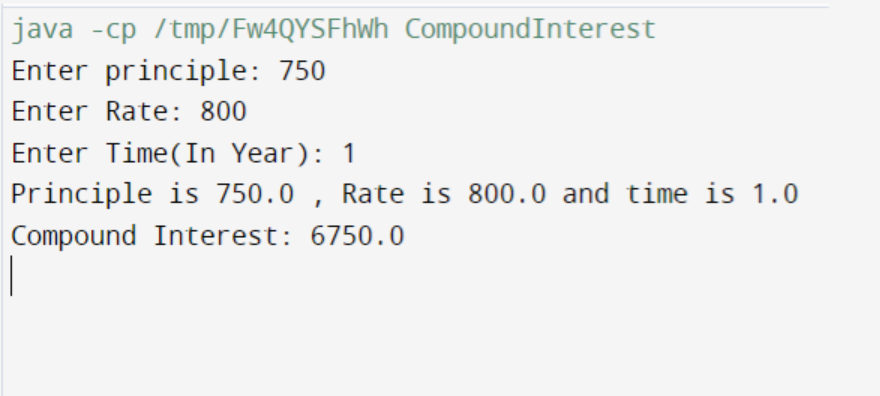 java -cp /tmp/Fw4QYSFhWh CompoundInterest
Enter principle: 750
Enter Rate: 800
Enter Time(In Year): 1
Principle is 750.0 , Rate is 800.0 and time is 1.0
Compound Interest: 6750.0